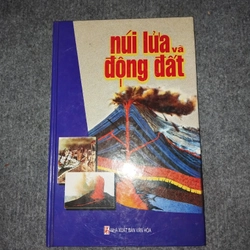 núi lửa và
động đất
NHÀ XUẤT BẢN VĂN HÓA